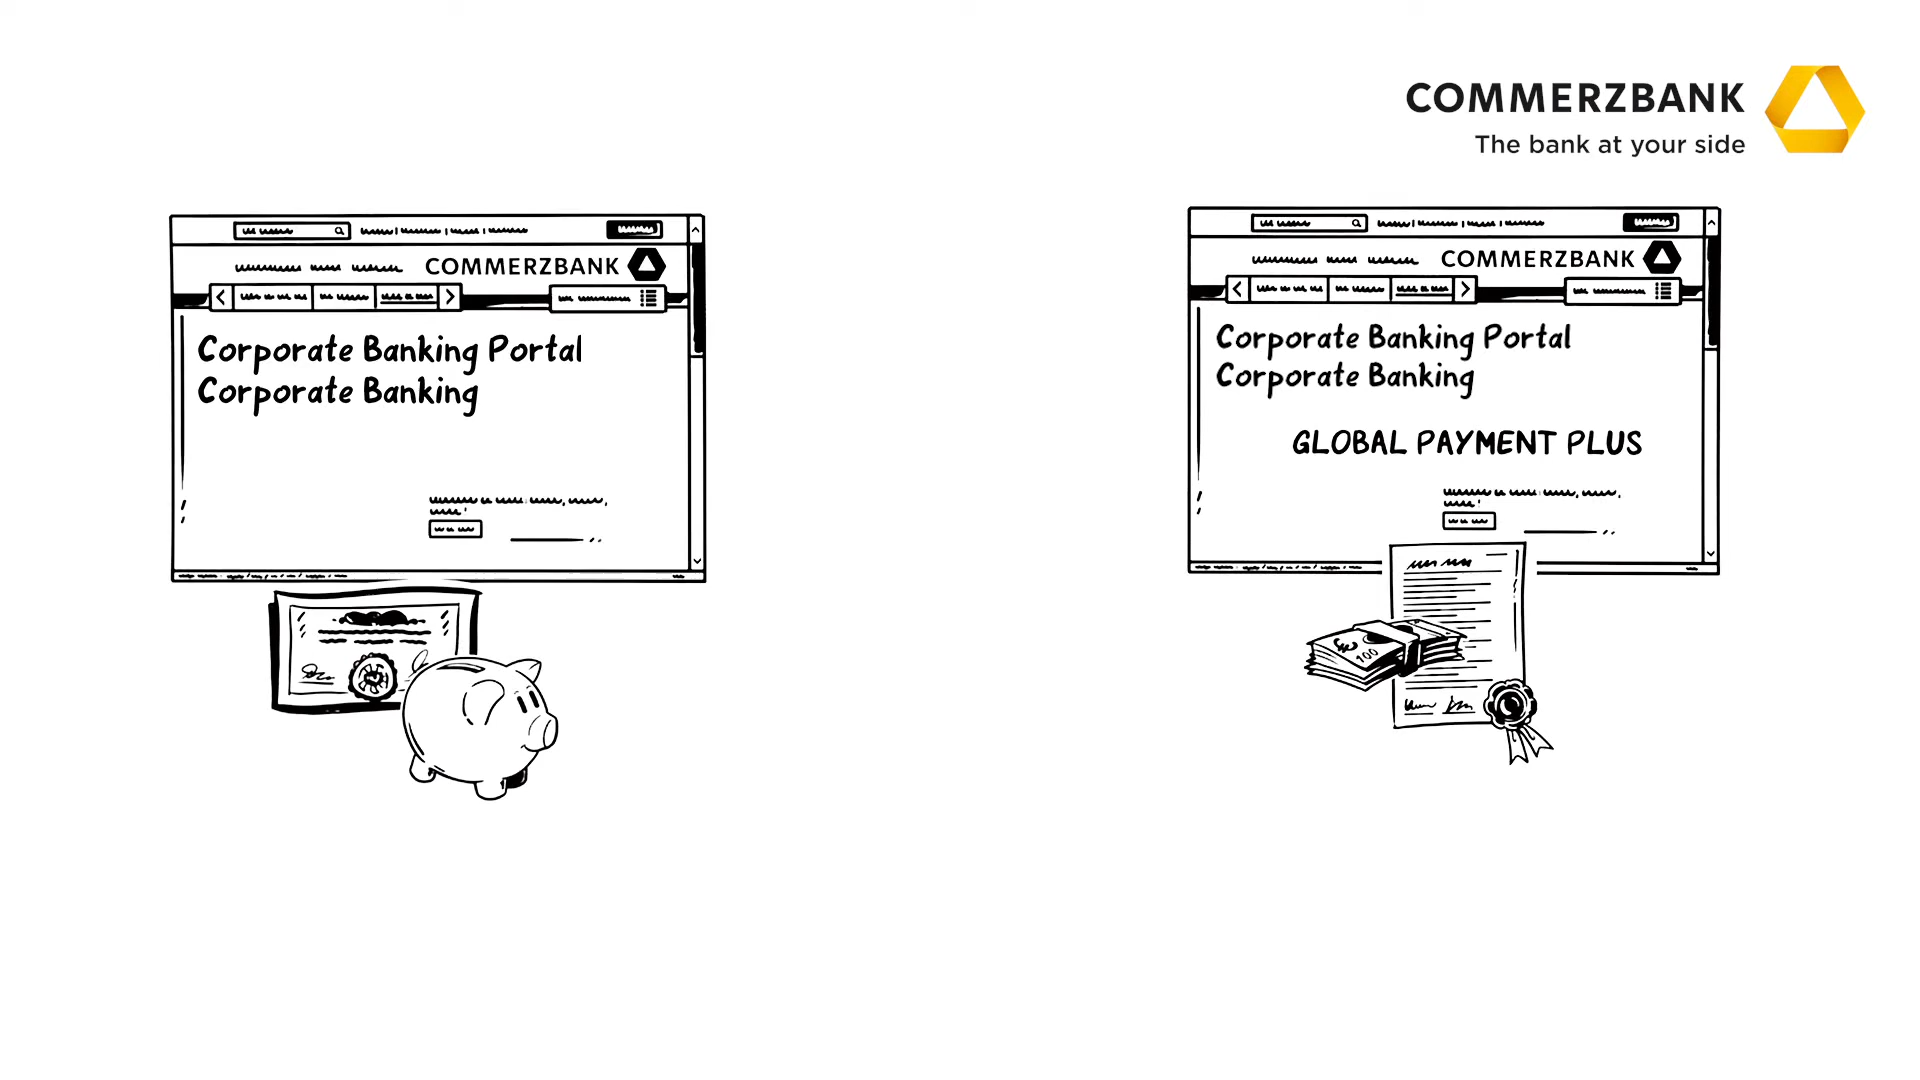 COMMERZBANK
The bank at your side
COMMERZBANK
Corporate Banking Portal
Corporate Banking
COMMERZBANK
Corporate Banking Portal
Corporate Banking
GLOBAL PAYMENT PLUS
100